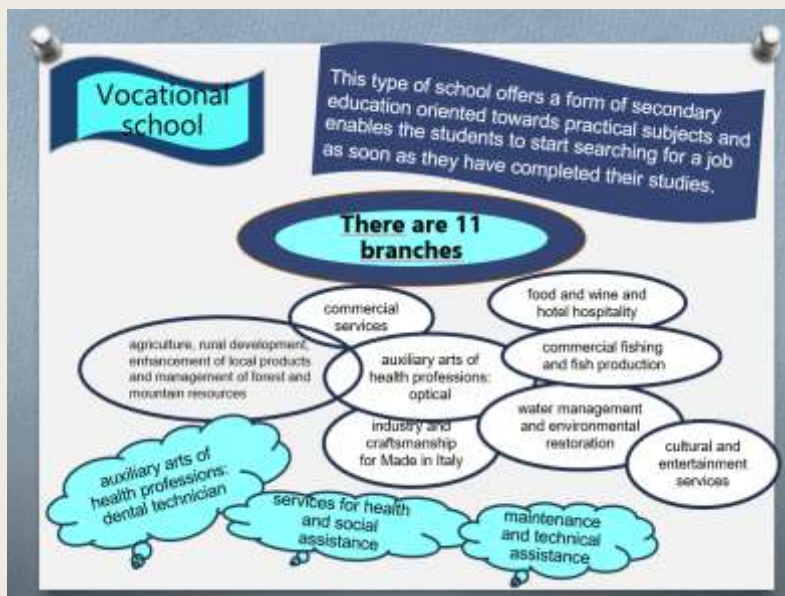 Vocational
school
This type of school offers a form of secondary
education oriented towards practical subjects and
enables the students to start searching for a job
as soon as they have completed their studies.
There are 11
branches
commercial
services
food and wine and
hotel hospitality
agriculture, rural development,
enhancement of local products
and management of forest and
mountain resources
auxiliary arts of
health professions:
optical
commercial fishing
and fish production
industry and
craftsmanship
for Made in Italy
water management
and environmental
restoration
cultural and
entertainment
services
auxiliary arts of
health professions:
dental technician
services for health
and social
assistance
maintenance
and technical
assistance